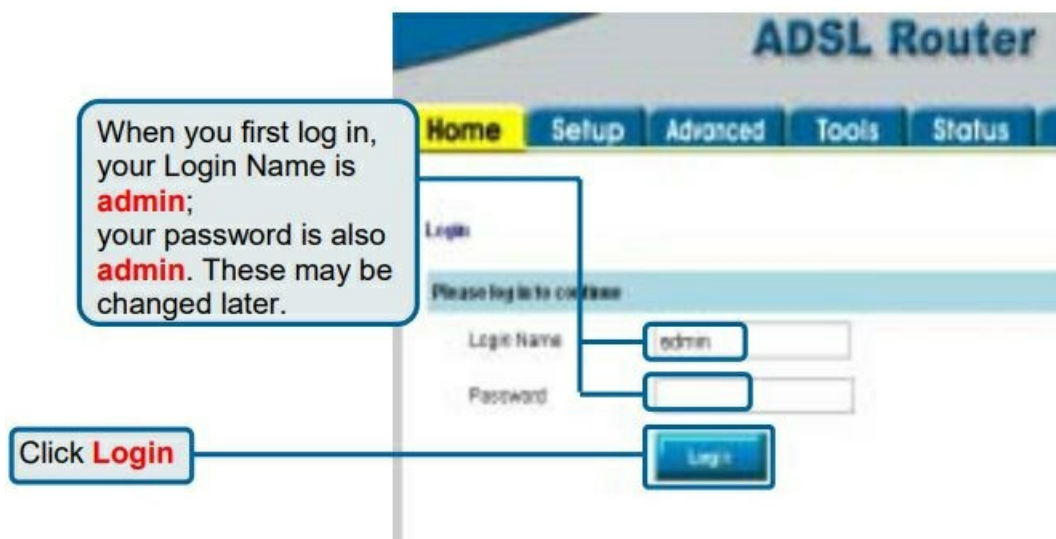 ADSL Router
Home Setup Advanced Tools Status
When you first log in,
your Login Name is
admin;
your password is also
admin. These may be
changed later.
Login
Please log in to continue
Login Name admin
Password
Click Login
Login